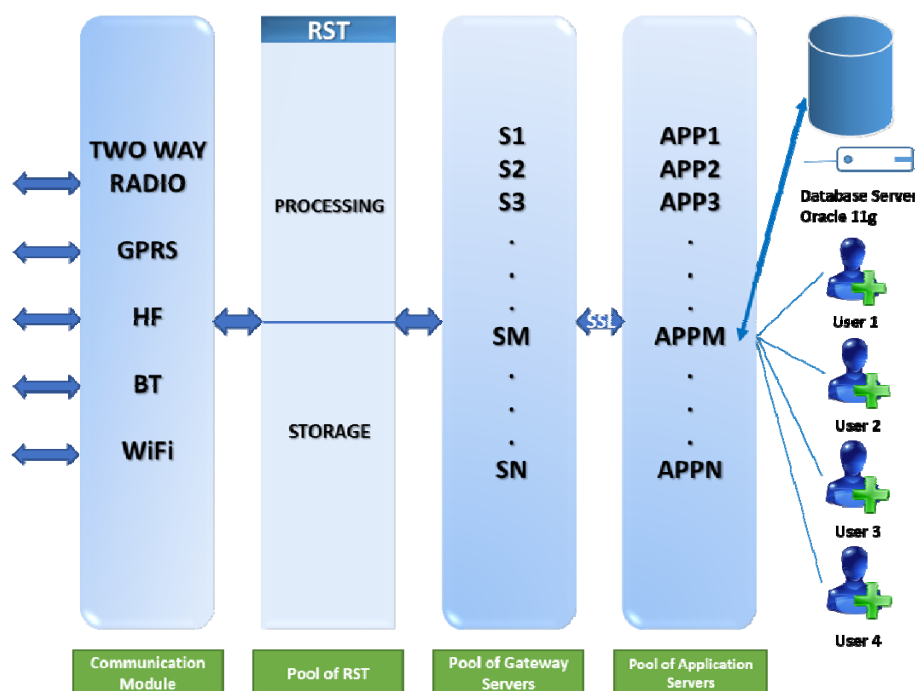 TWO WAY
RADIO
GPRS
HF
BT
WiFi
Communication
Module
RST
PROCESSING
STORAGE
Pool of RST
S1
S2
S3
.
.
.
SM
.
.
.
SN
Pool of Gateway
Servers
SSL
APP1
APP2
APP3
.
.
.
APPM
.
.
.
APPN
Pool of Application
Servers
Database Server
Oracle 11g
User 1
User 2
User 3
User 4